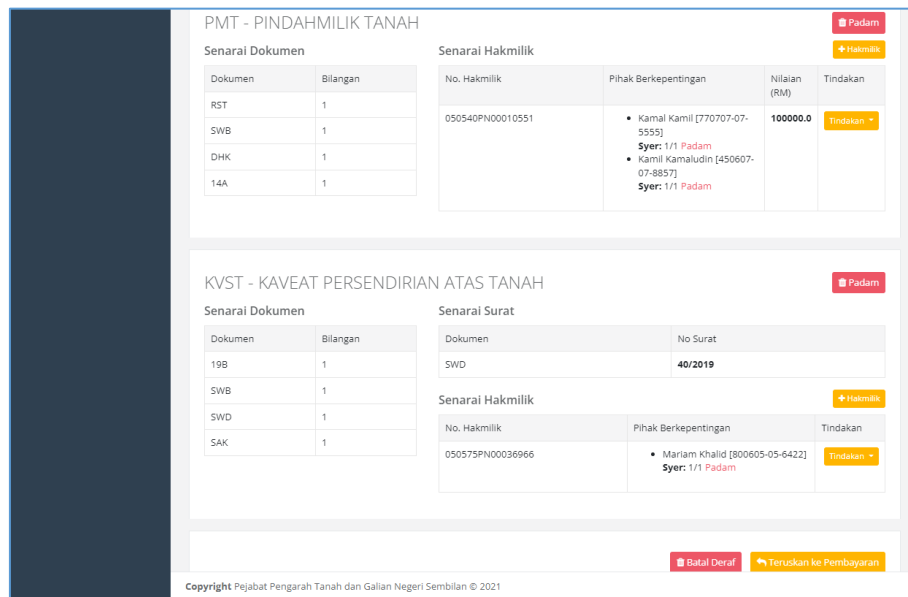 PMT - PINDAHMILIK TANAH
Padam
Senarai Dokumen
Senarai Hakmilik
+ Hakmilik
Dokumen Bilangan
RST 1
SWB 1
DHK 1
14A 1
No. Hakmilik Pihak Berkepentingan Nilaian Tindakan
(RM)
050540PN00010551
• Kamal Kamil [770707-07-
5555]
Syer: 1/1 Padam
• Kamil Kamaludin [450607-
07-8857]
Syer: 1/1 Padam
100000.0
Tindakan
KVST - KAVEAT PERSENDIRIAN ATAS TANAH
Padam
Senarai Dokumen
Dokumen Bilangan
19B 1
SWB 1
SWD 1
SAK 1
Senarai Surat
Dokumen No Surat
SWD 40/2019
Senarai Hakmilik
+ Hakmilik
No. Hakmilik Pihak Berkepentingan Tindakan
050575PN00036966
• Mariam Khalid [800605-05-6422]
Syer: 1/1 Padam
Tindakan
Batal Deraf
Teruskan ke Pembayaran
Copyright Pejabat Pengarah Tanah dan Galian Negeri Sembilan © 2021